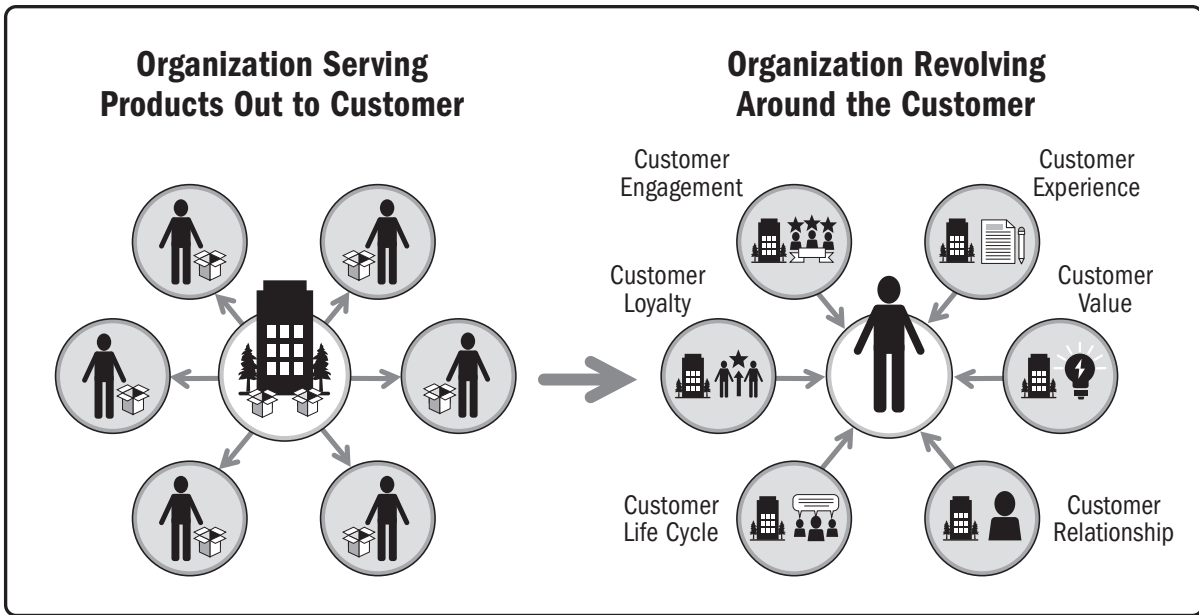 Organization Serving
Products Out to Customer
Organization Revolving
Around the Customer
Customer
Engagement
Customer
Experience
Customer
Loyalty
Customer
Value
Customer
Life Cycle
Customer
Relationship